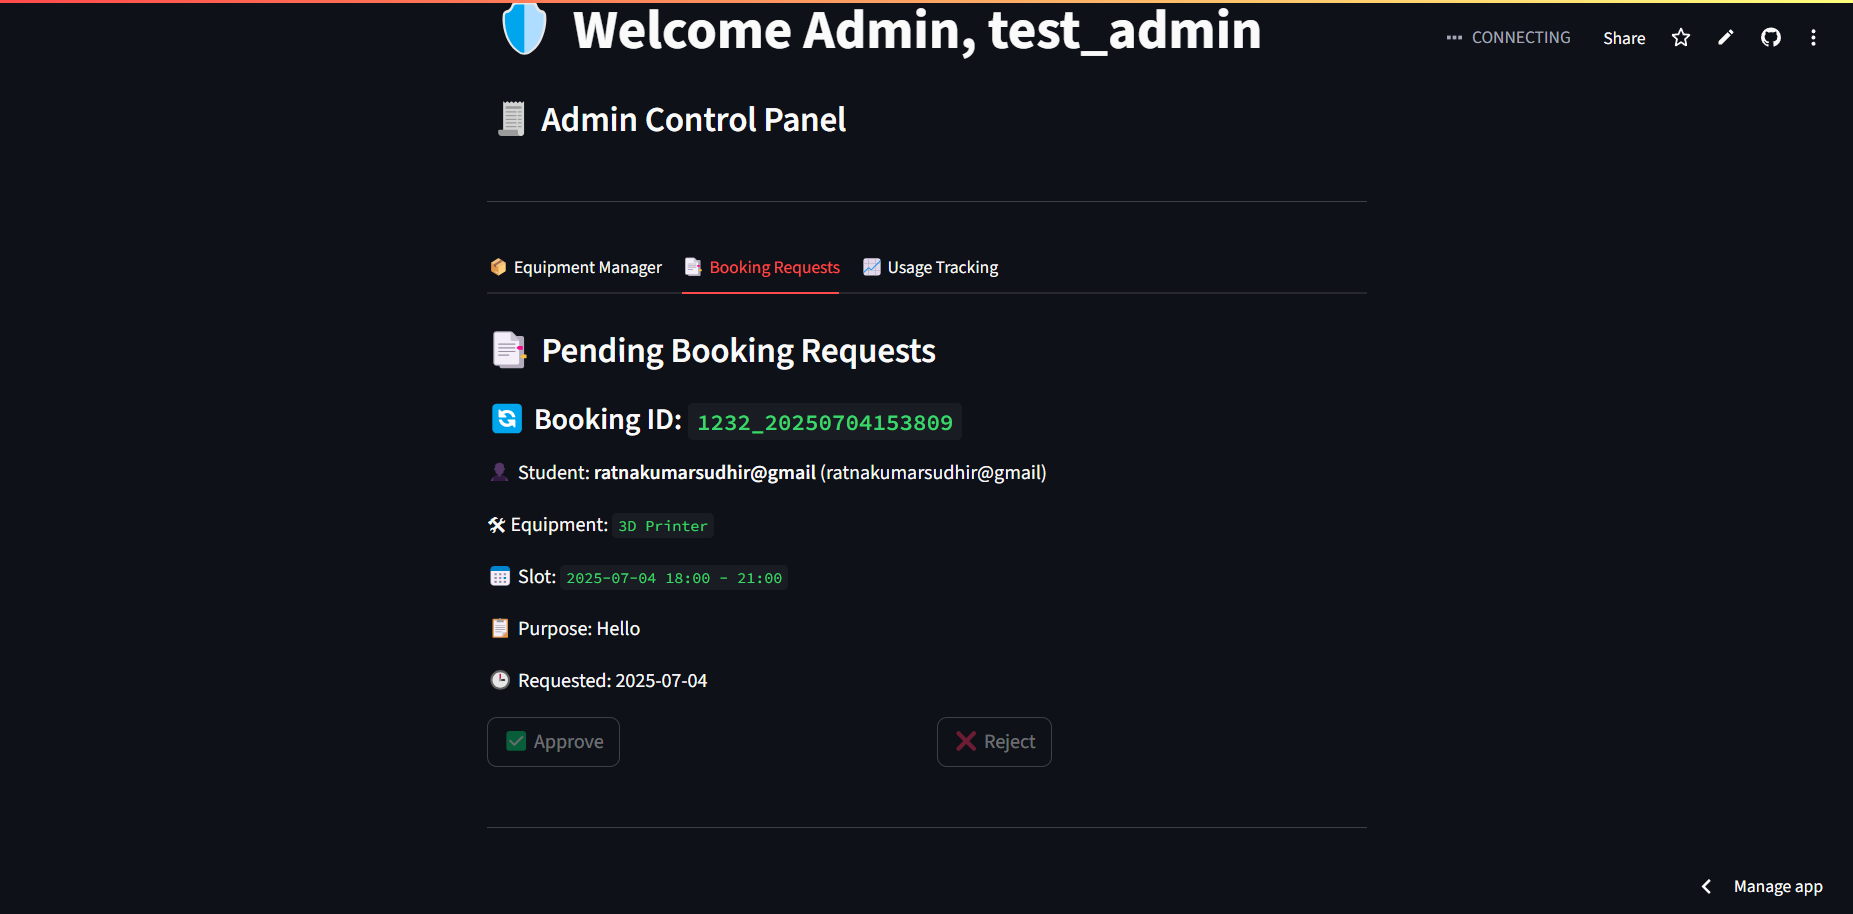 Welcome Admin, test_admin
CONNECTING
Share
Admin Control Panel
Equipment Manager
Booking Requests
Usage Tracking
Pending Booking Requests
Booking ID: 1232_20250704153809
Student: ratnakumarsudhir@gmail (ratnakumarsudhir@gmail)
Equipment: 3D Printer
Slot: 2025-07-04 18:00 - 21:00
Purpose: Hello
Requested: 2025-07-04
Approve
Reject
Manage app